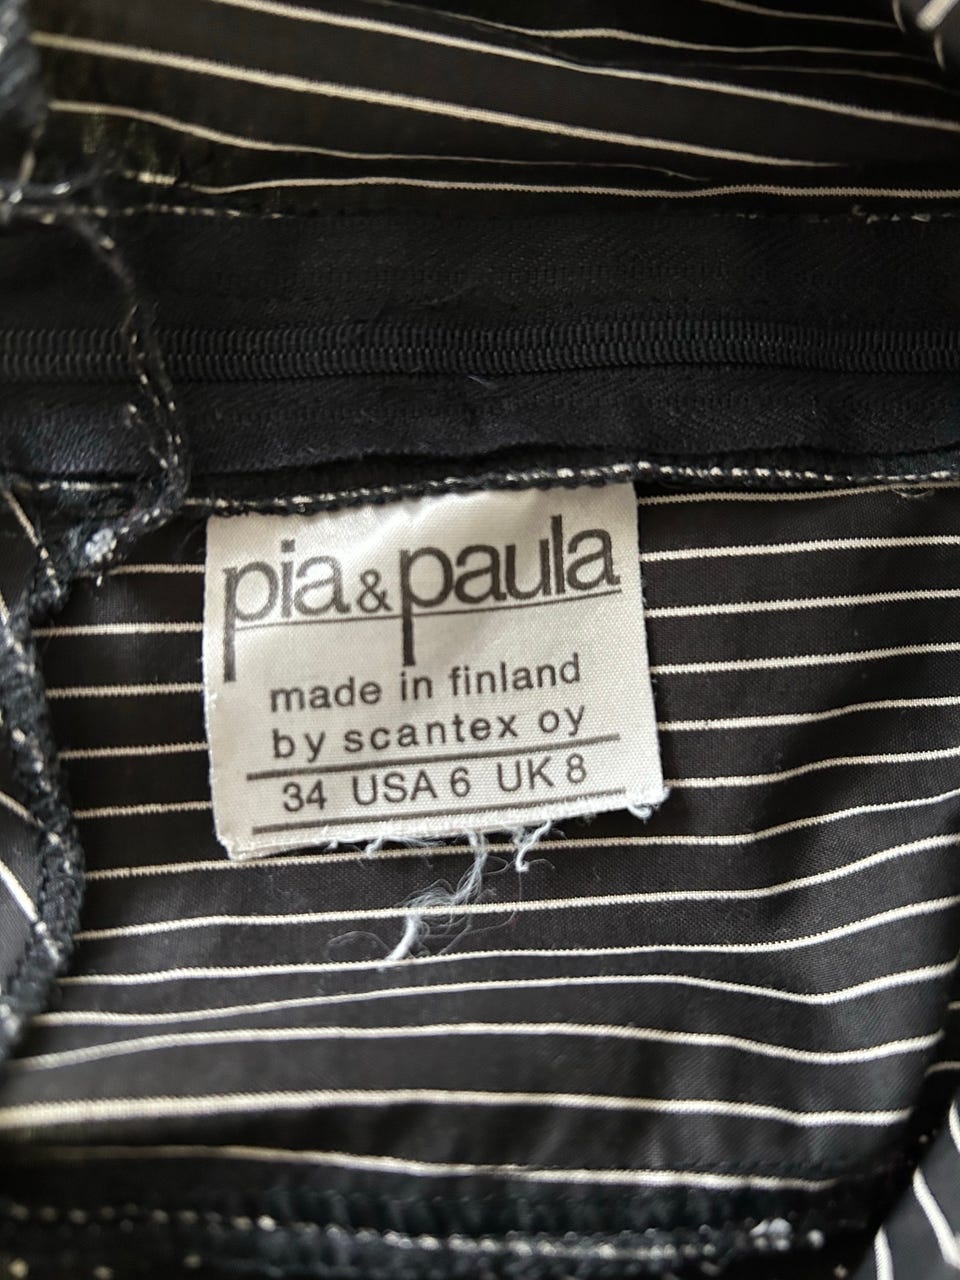 pia & paula
made in finland
by scantex oy
34 USA 6 UK 8